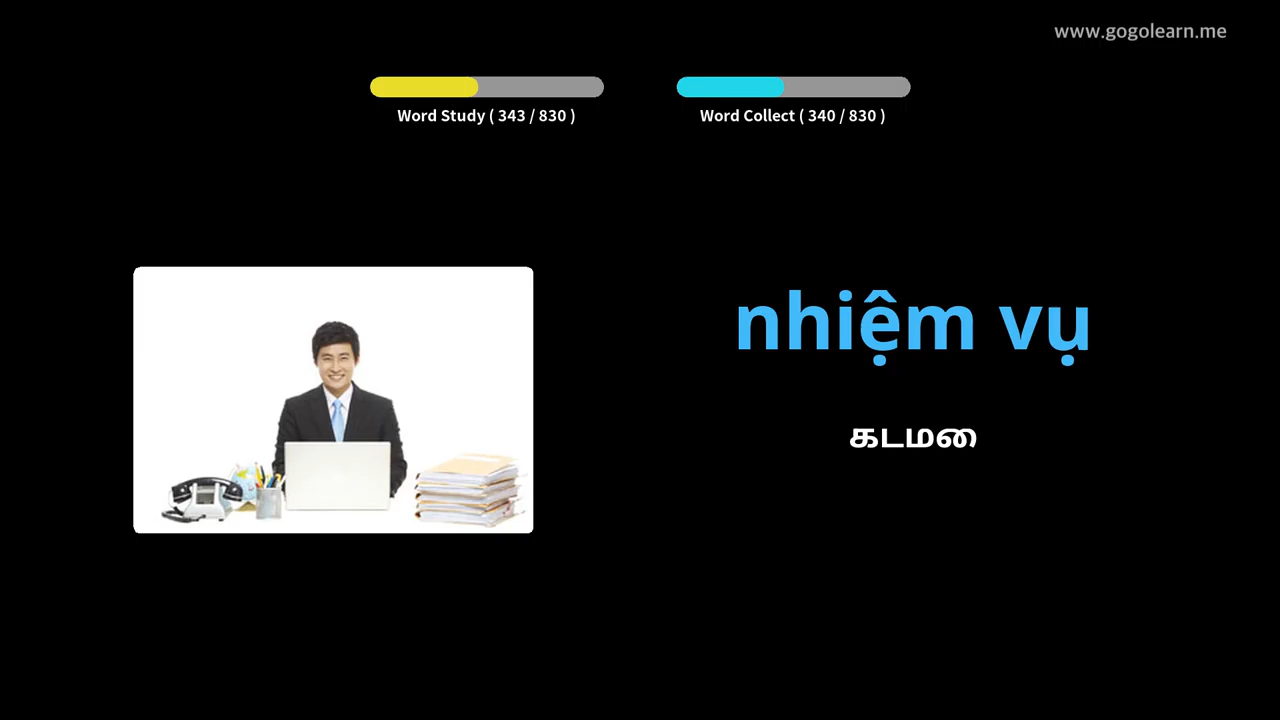 www.gogolearn.me
Word Study ( 343 / 830 )
Word Collect ( 340 / 830 )
nhiệm vụ
கடமை